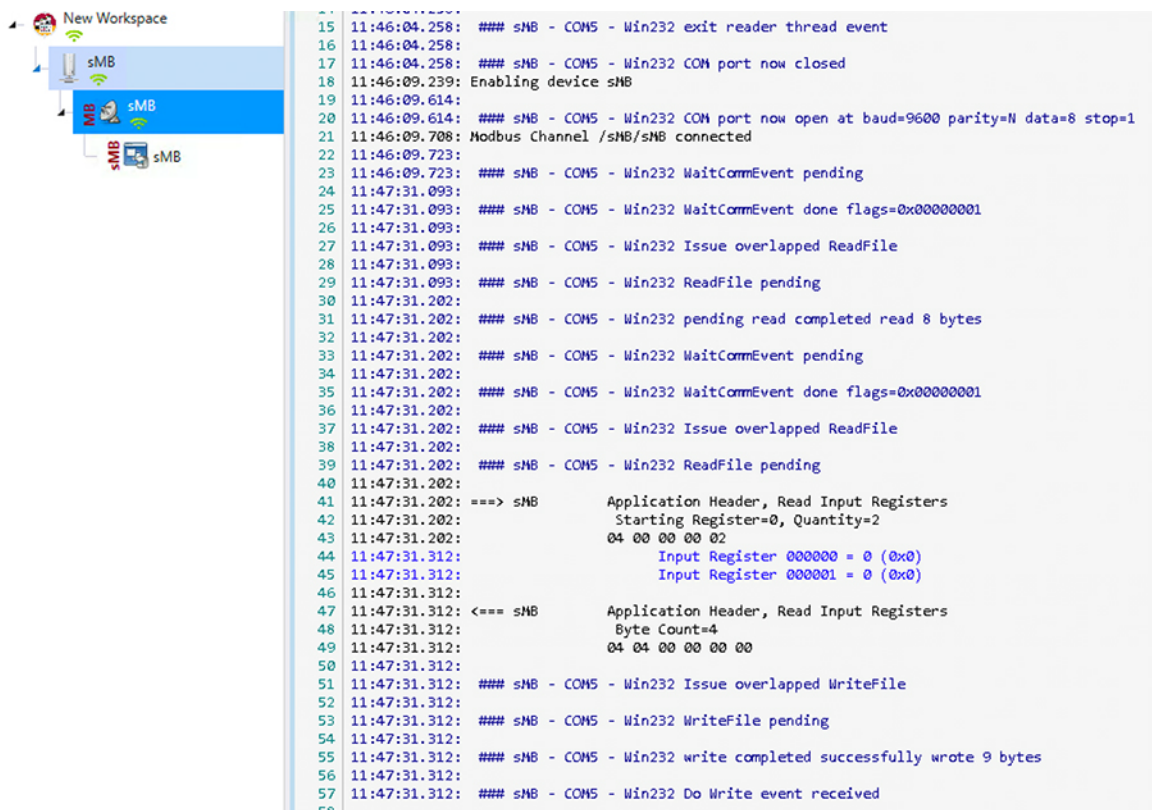 New Workspace
sMB
MB sMB
sMB sMB
15 11:46:04.258: ### sMB - COM5 - Win232 exit reader thread event
16 11:46:04.258:
17 11:46:04.258: ### sMB - COM5 - Win232 COM port now closed
18 11:46:09.239: Enabling device sMB
19 11:46:09.614:
20 11:46:09.614: ### sMB - COM5 - Win232 COM port now open at baud=9600 parity=N data=8 stop=1
21 11:46:09.708: Modbus Channel /sMB/sMB connected
22 11:46:09.723:
23 11:46:09.723: ### sMB - COM5 - Win232 WaitCommEvent pending
24 11:47:31.093:
25 11:47:31.093: ### sMB - COM5 - Win232 WaitCommEvent done flags=0x00000001
26 11:47:31.093:
27 11:47:31.093: ### sMB - COM5 - Win232 Issue overlapped ReadFile
28 11:47:31.093:
29 11:47:31.093: ### sMB - COM5 - Win232 ReadFile pending
30 11:47:31.202:
31 11:47:31.202: ### sMB - COM5 - Win232 pending read completed read 8 bytes
32 11:47:31.202:
33 11:47:31.202: ### sMB - COM5 - Win232 WaitCommEvent pending
34 11:47:31.202:
35 11:47:31.202: ### sMB - COM5 - Win232 WaitCommEvent done flags=0x00000001
36 11:47:31.202:
37 11:47:31.202: ### sMB - COM5 - Win232 Issue overlapped ReadFile
38 11:47:31.202:
39 11:47:31.202: ### sMB - COM5 - Win232 ReadFile pending
40 11:47:31.202:
41 11:47:31.202: ===> sMB Application Header, Read Input Registers
42 11:47:31.202: Starting Register=0, Quantity=2
43 11:47:31.202: 04 00 00 00 02
44 11:47:31.312: Input Register 000000 = 0 (0x0)
45 11:47:31.312: Input Register 000001 = 0 (0x0)
46 11:47:31.312:
47 11:47:31.312: <=== sMB Application Header, Read Input Registers
48 11:47:31.312: Byte Count=4
49 11:47:31.312: 04 04 00 00 00 00
50 11:47:31.312:
51 11:47:31.312: ### sMB - COM5 - Win232 Issue overlapped WriteFile
52 11:47:31.312:
53 11:47:31.312: ### sMB - COM5 - Win232 WriteFile pending
54 11:47:31.312:
55 11:47:31.312: ### sMB - COM5 - Win232 write completed successfully wrote 9 bytes
56 11:47:31.312:
57 11:47:31.312: ### sMB - COM5 - Win232 Do Write event received